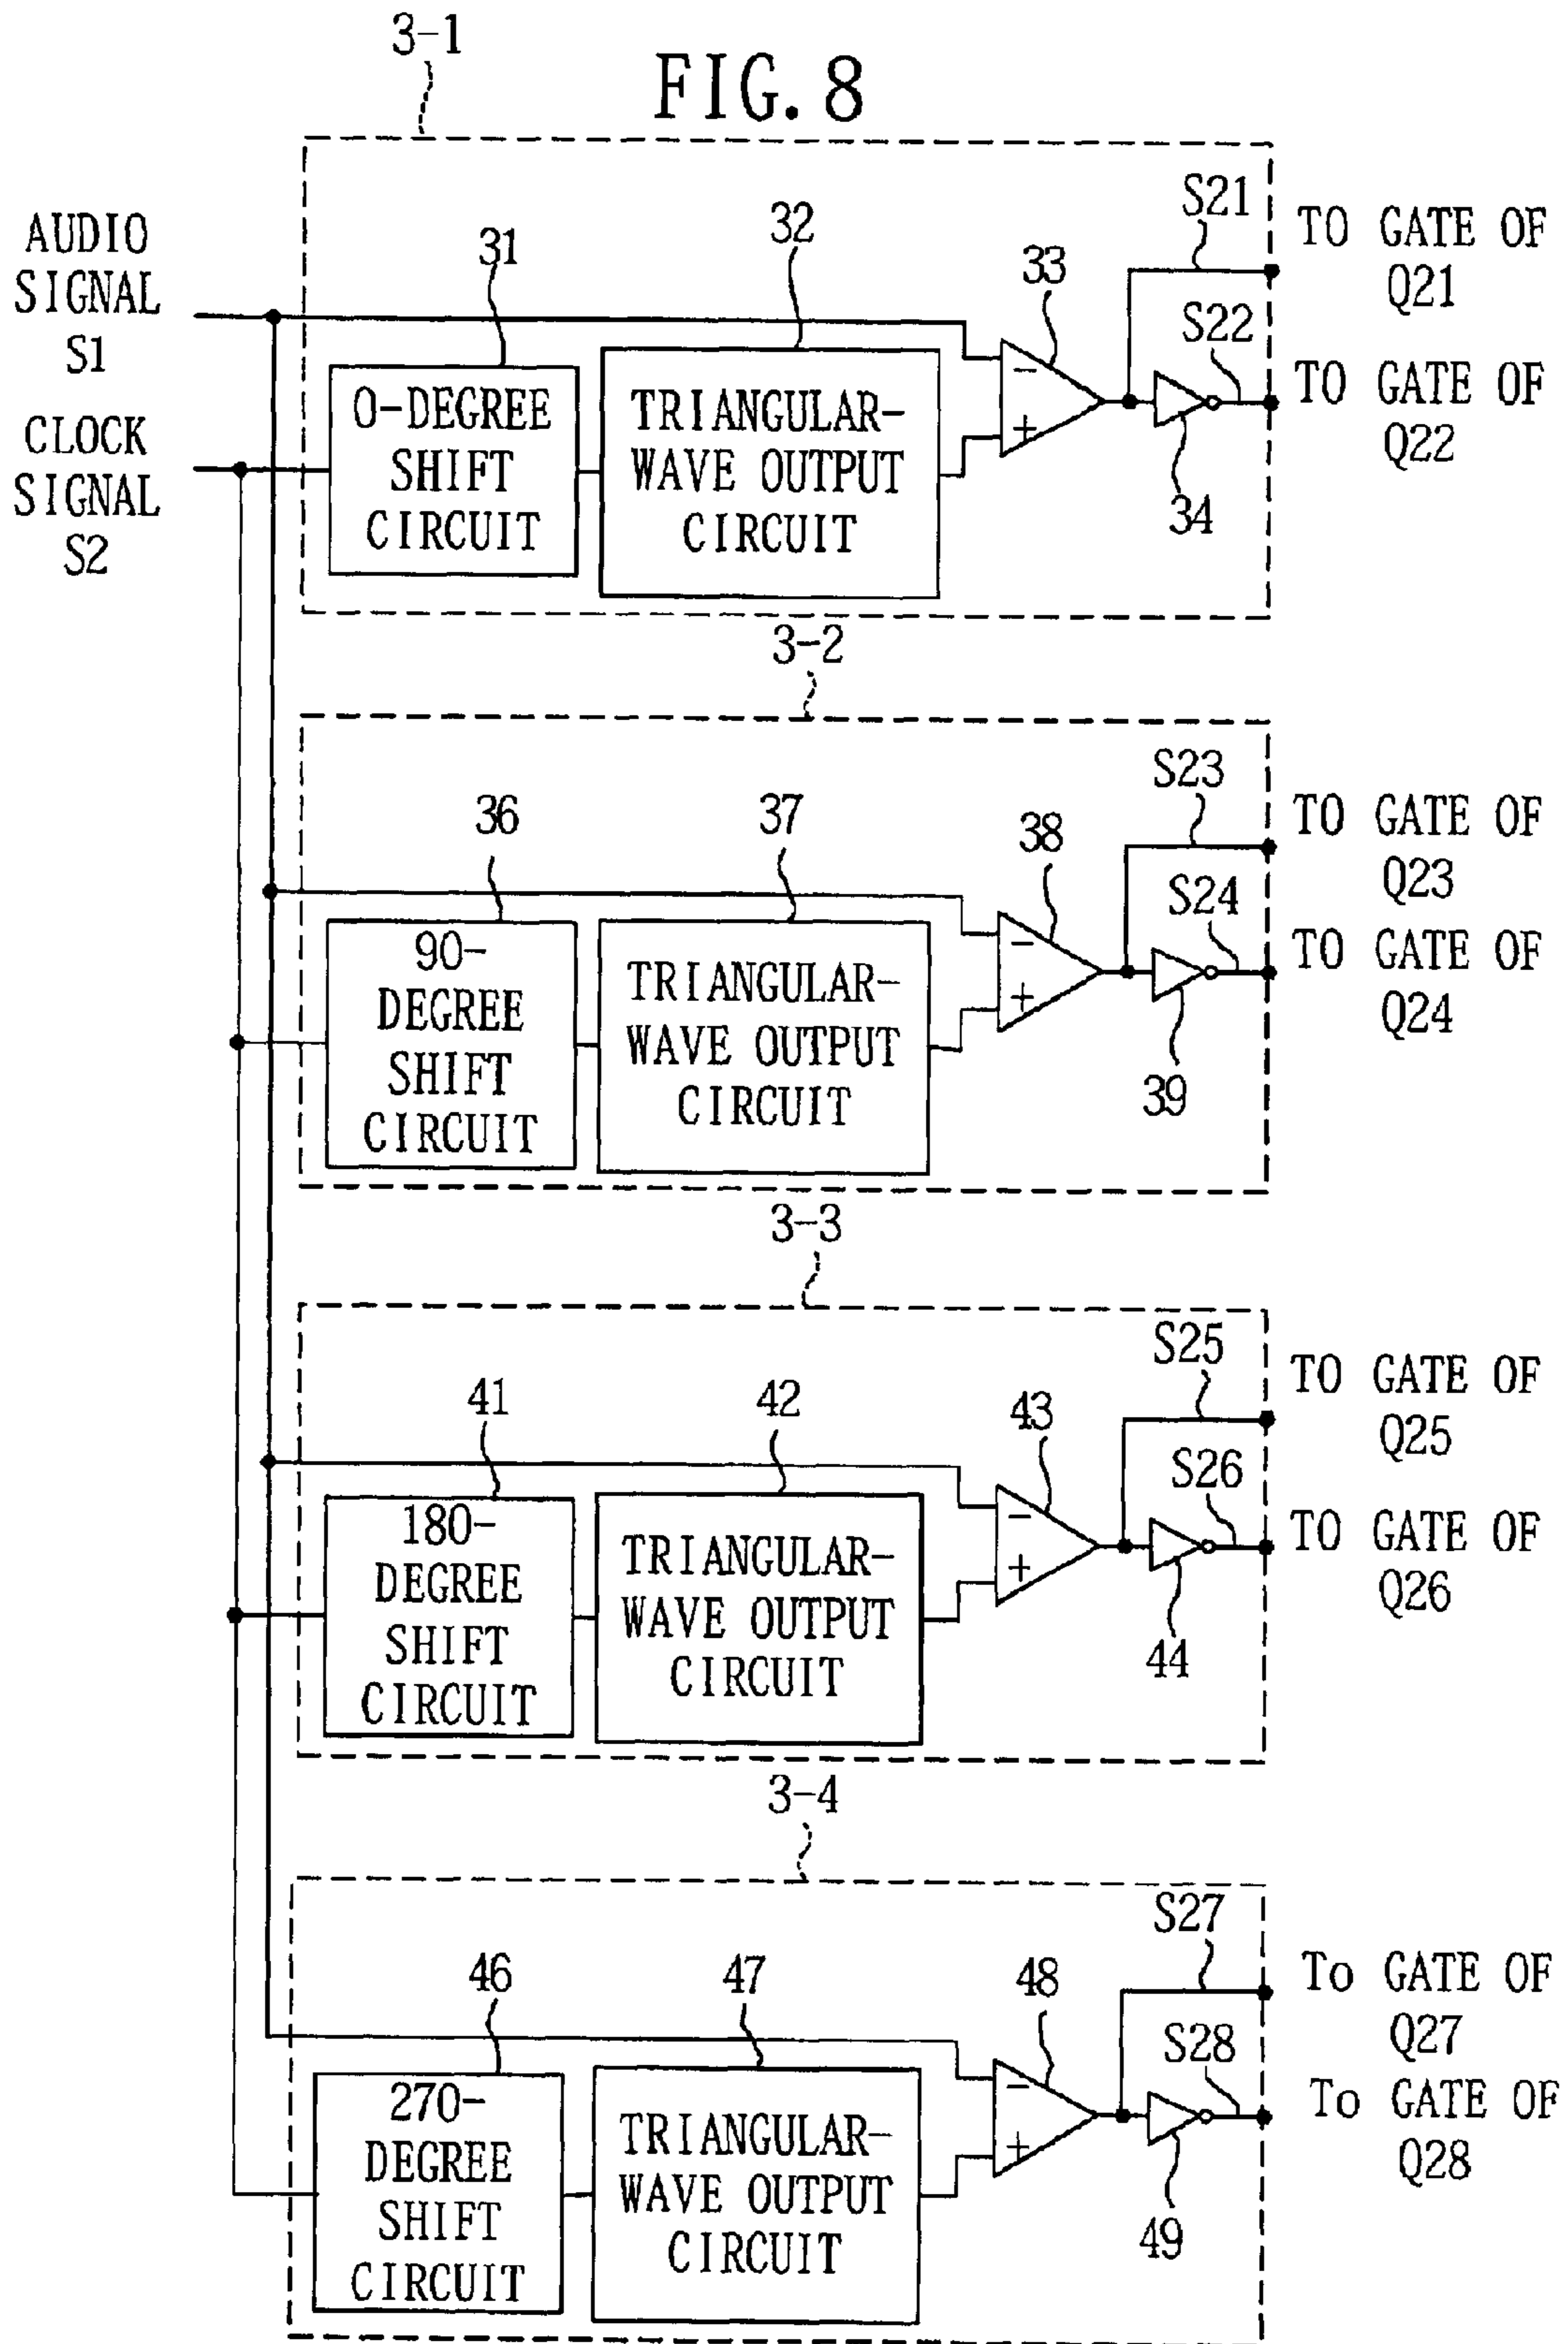 3-1
FIG. 8
AUDIO
SIGNAL
S1
CLOCK
SIGNAL
S2
31
32
33
S21
TO GATE OF
Q21
S22
TO GATE OF
Q22
0-DEGREE
SHIFT
CIRCUIT
TRIANGULAR-
WAVE OUTPUT
CIRCUIT
−
+
34
3-2
36
37
38
S23
TO GATE OF
Q23
S24
TO GATE OF
Q24
90-
DEGREE
SHIFT
CIRCUIT
TRIANGULAR-
WAVE OUTPUT
CIRCUIT
−
+
39
3-3
41
42
43
S25
TO GATE OF
Q25
S26
TO GATE OF
Q26
180-
DEGREE
SHIFT
CIRCUIT
TRIANGULAR-
WAVE OUTPUT
CIRCUIT
−
+
44
3-4
46
47
48
S27
To GATE OF
Q27
S28
To GATE OF
Q28
270-
DEGREE
SHIFT
CIRCUIT
TRIANGULAR-
WAVE OUTPUT
CIRCUIT
−
+
49